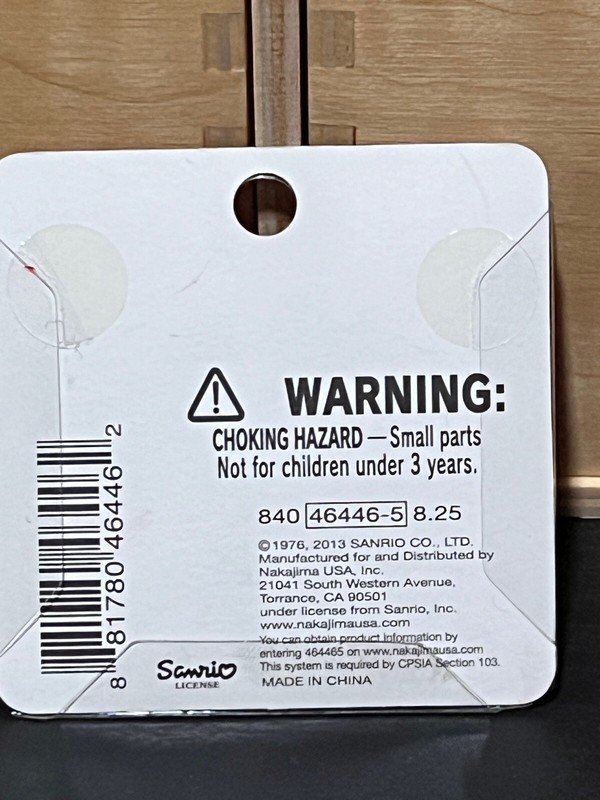 WARNING:
CHOKING HAZARD — Small parts
Not for children under 3 years.
840 46446-5 8.25
©1976, 2013 SANRIO CO., LTD.
Manufactured for and Distributed by
Nakajima USA, Inc.
21041 South Western Avenue,
Torrance, CA 90501
under license from Sanrio, Inc.
www.nakajimausa.com
You can obtain product information by
entering 464465 on www.nakajimausa.com
This system is required by CPSIA Section 103.
MADE IN CHINA
Sanrio
LICENSE
8 81780 46446 2